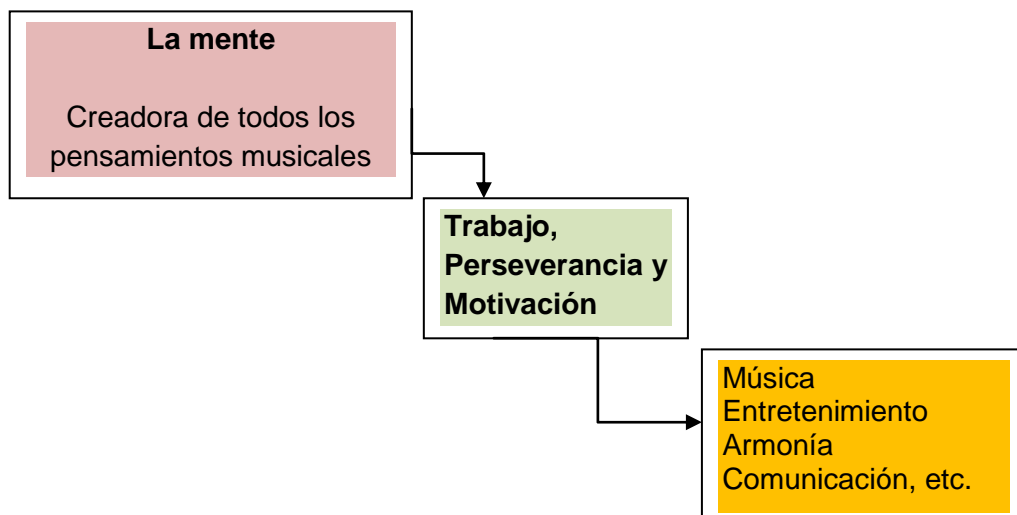 La mente
Creadora de todos los
pensamientos musicales
Trabajo,
Perseverancia y
Motivación
Música
Entretenimiento
Armonía
Comunicación, etc.